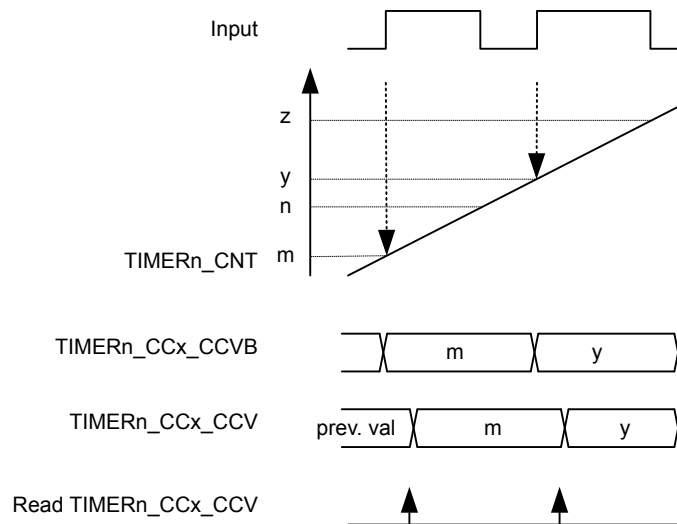 Input
z
y
n
m
TIMERn_CNT
TIMERn_CCx_CCVB
m
y
TIMERn_CCx_CCV
prev. val
m
y
Read TIMERn_CCx_CCV